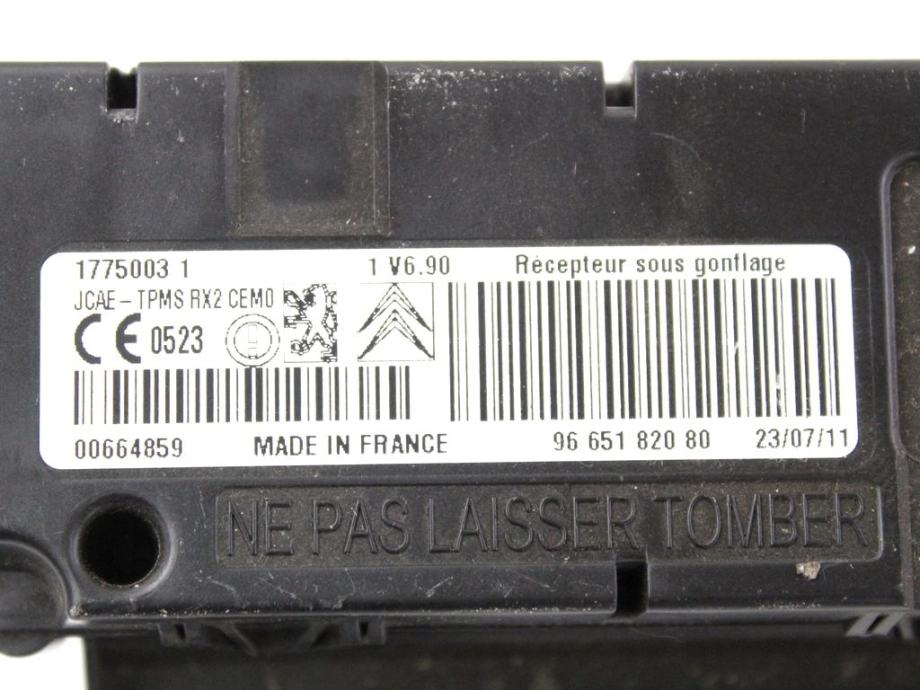 1775003 1 1 V6.90 Récepteur sous gonflage
JCAE - TPMS RX2 CEM0
CE 0523
00664859 MADE IN FRANCE 96 651 820 80 23/07/11
NE PAS LAISSER TOMBER